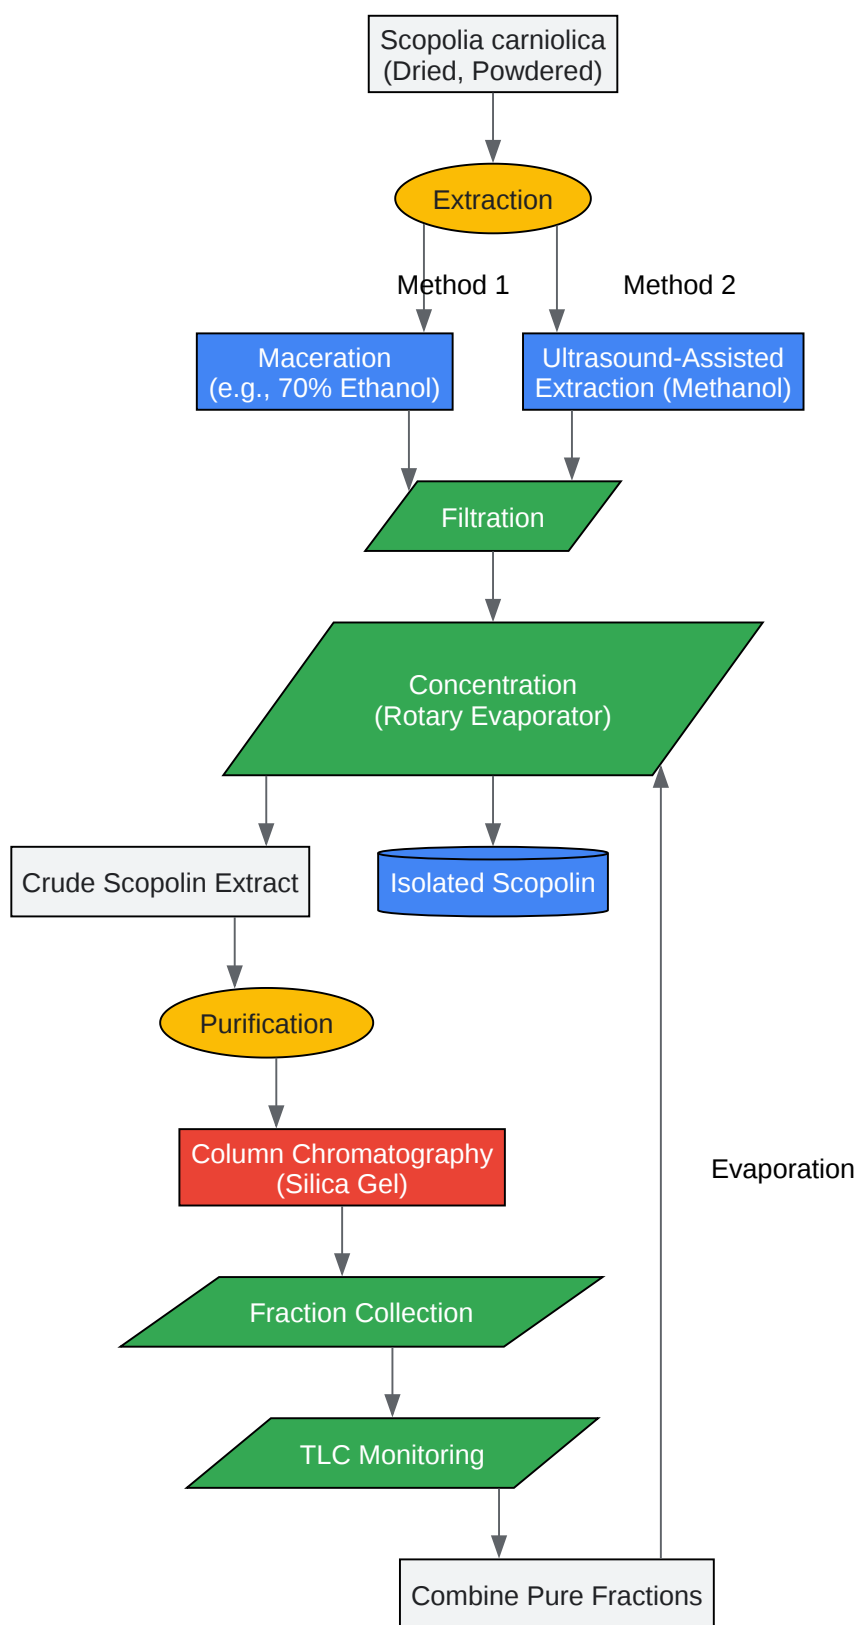 Scopolia carniolica
(Dried, Powdered)
Extraction
Method 1
Method 2
Maceration
(e.g., 70% Ethanol)
Ultrasound-Assisted
Extraction (Methanol)
Filtration
Concentration
(Rotary Evaporator)
Crude Scopolin Extract
Isolated Scopolin
Purification
Column Chromatography
(Silica Gel)
Evaporation
Fraction Collection
TLC Monitoring
Combine Pure Fractions